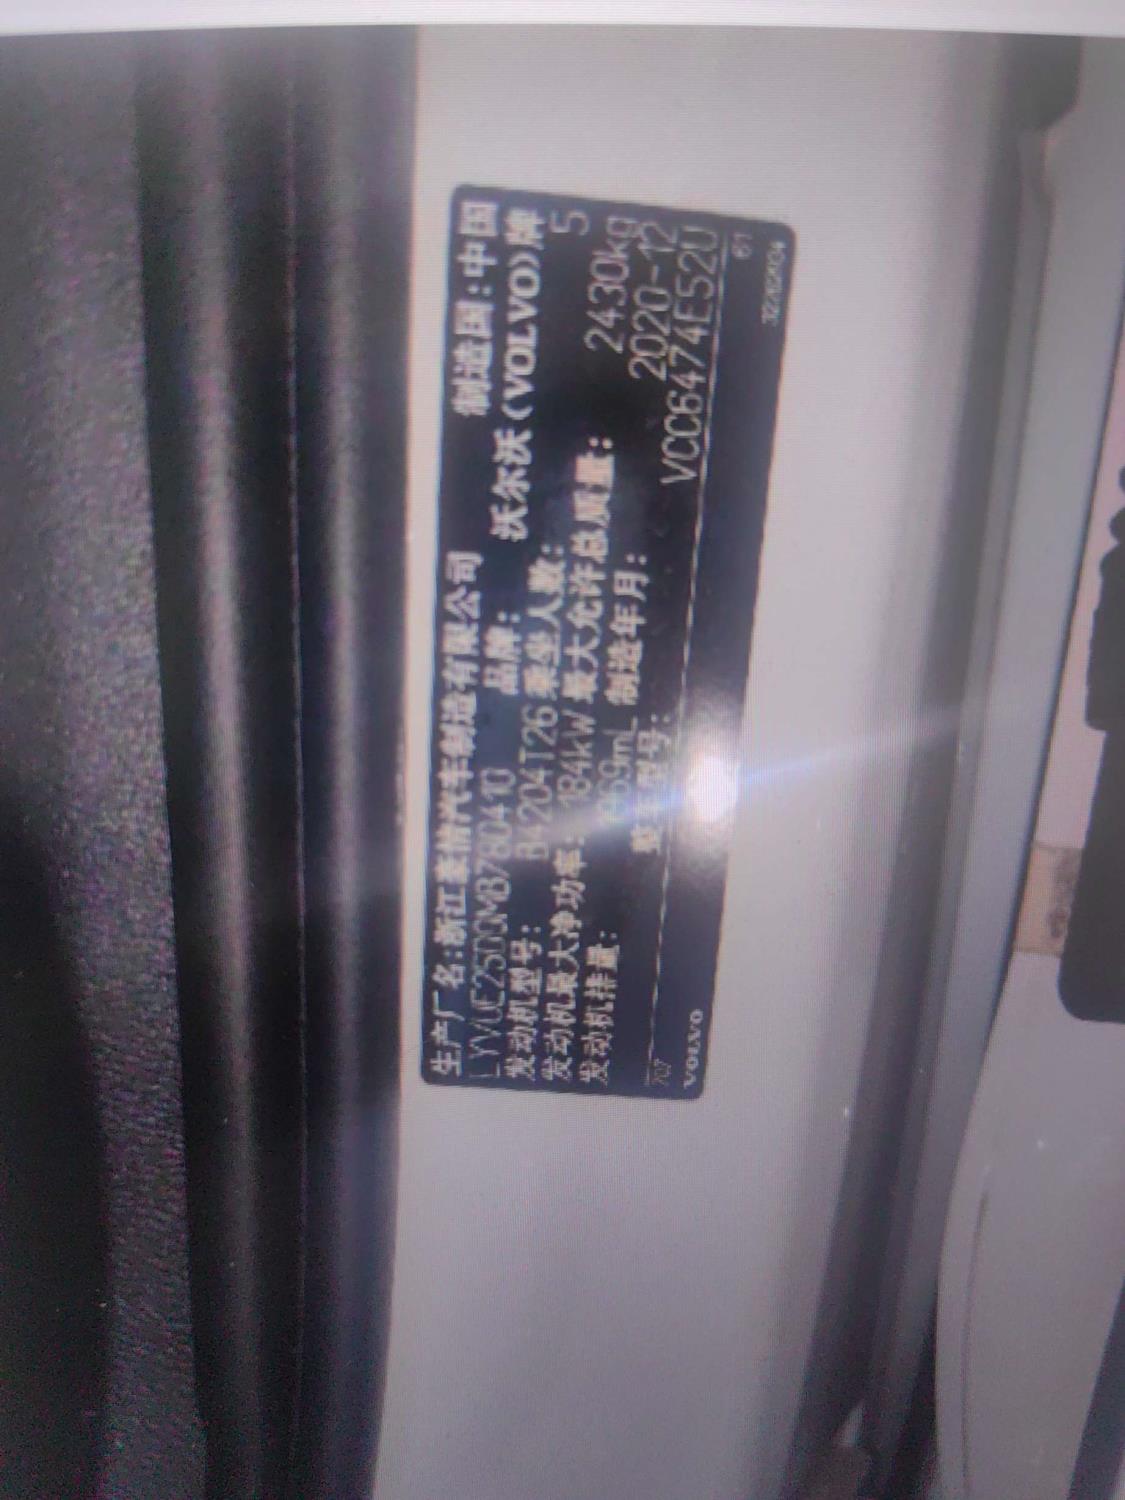 生产厂名:浙江豪情汽车制造有限公司 制造国:中国
品牌: 沃尔沃(VOLVO)牌
发动机型号: B4204T26 乘坐人数: 5
发动机最大净功率: 184kW 最大允许总质量: 2430kg
发动机排量: 1969mL 制造年月: 2020-12
整车型号: VCC6474E52U
707 61
VOLVO